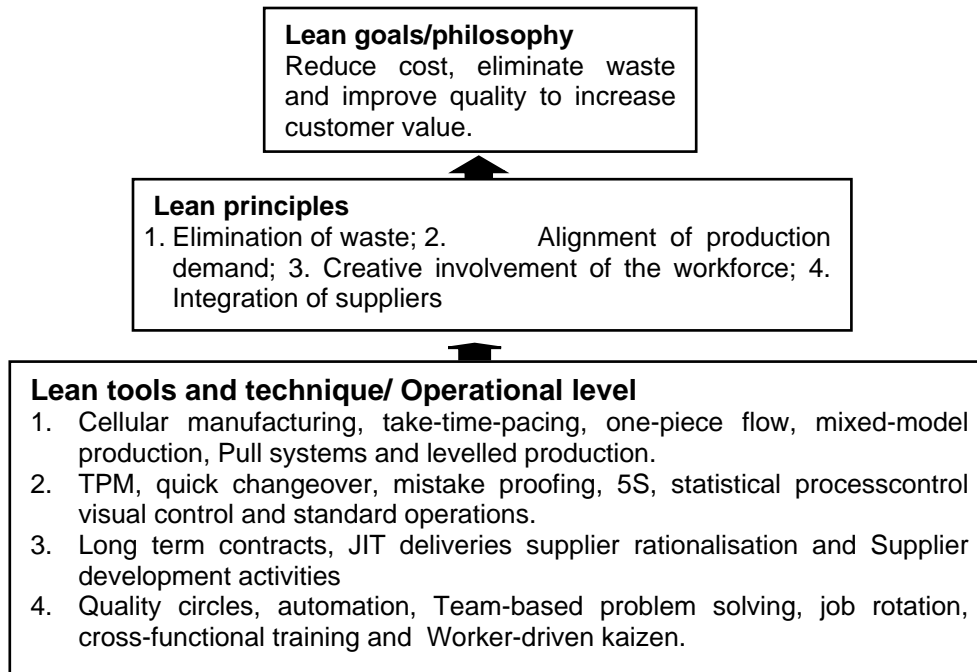 Lean goals/philosophy
Reduce cost, eliminate waste
and improve quality to increase
customer value.
Lean principles
1. Elimination of waste; 2. Alignment of production
demand; 3. Creative involvement of the workforce; 4.
Integration of suppliers
Lean tools and technique/ Operational level
1. Cellular manufacturing, take-time-pacing, one-piece flow, mixed-model
production, Pull systems and levelled production.
2. TPM, quick changeover, mistake proofing, 5S, statistical processcontrol
visual control and standard operations.
3. Long term contracts, JIT deliveries supplier rationalisation and Supplier
development activities
4. Quality circles, automation, Team-based problem solving, job rotation,
cross-functional training and Worker-driven kaizen.